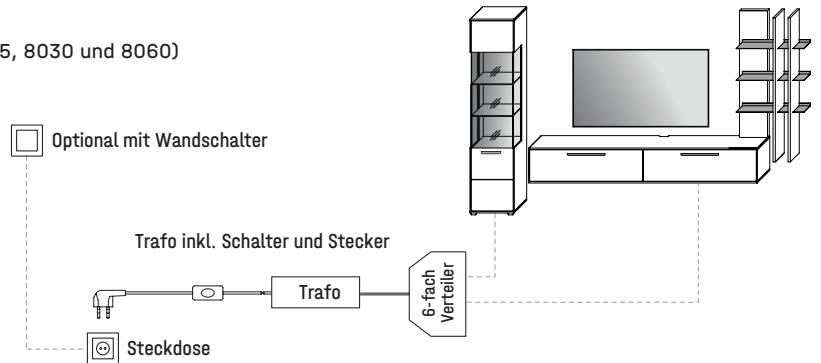 5, 8030 und 8060)
Optional mit Wandschalter
Trafo inkl. Schalter und Stecker
Trafo
6-fach
Verteiler
Steckdose